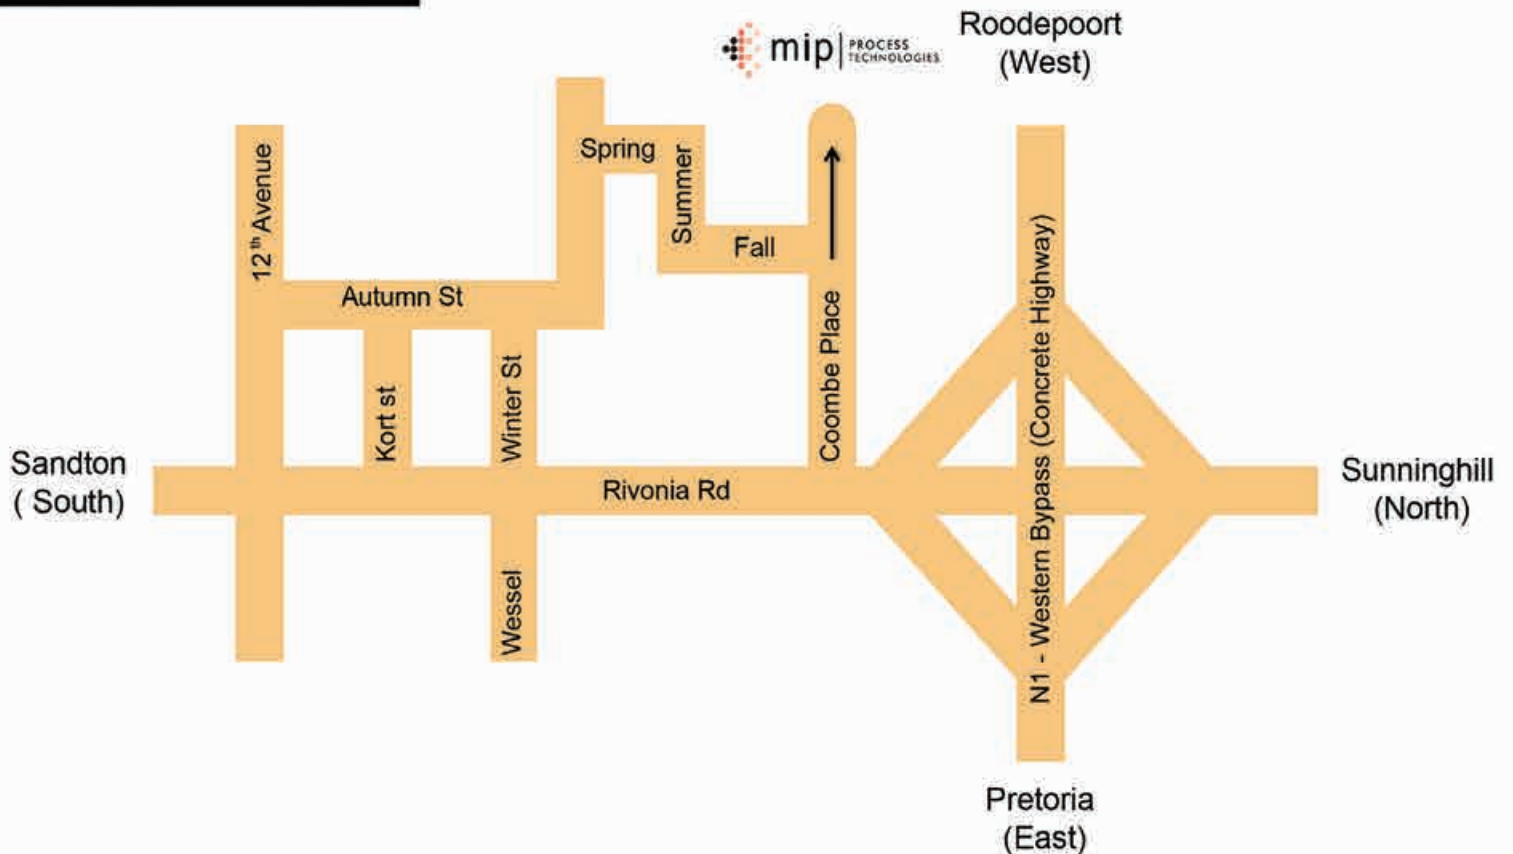 Roodepoort
(West)
mip PROCESS
TECHNOLOGIES
Spring
Summer
12th Avenue
Fall
Autumn St
Coombe Place
N1 - Western Bypass (Concrete Highway)
Kort st
Winter St
Sandton
( South)
Rivonia Rd
Sunninghill
(North)
Wessel
Pretoria
(East)